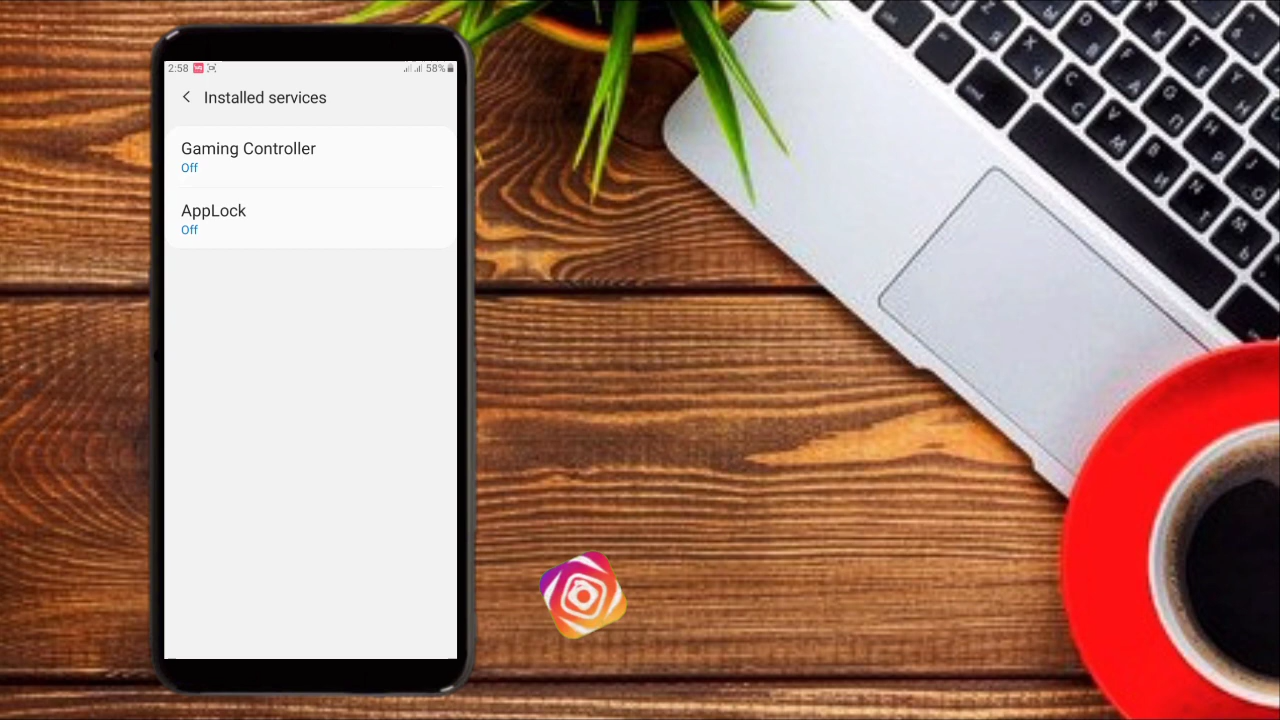 2:58
58%
Installed services
Gaming Controller
Off
AppLock
Off